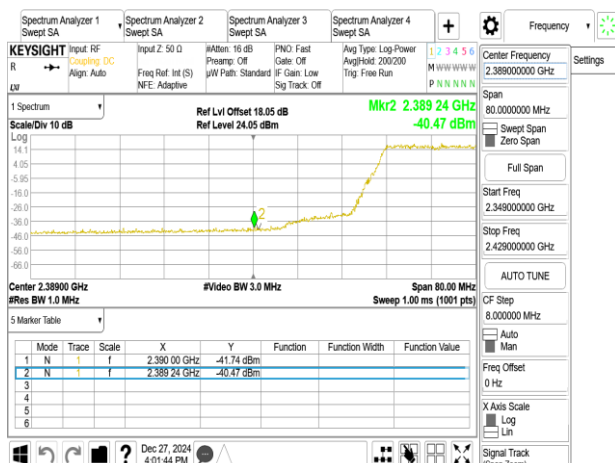 Spectrum Analyzer 1
Swept SA
Spectrum Analyzer 2
Swept SA
Spectrum Analyzer 3
Swept SA
Spectrum Analyzer 4
Swept SA
+
Frequency
KEYSIGHT
R
LXI
Input: RF
Coupling: DC
Align: Auto
Input Z: 50 Ω
Freq Ref: Int (S)
NFE: Adaptive
#Atten: 16 dB
Preamp: Off
µW Path: Standard
PNO: Fast
Gate: Off
IF Gain: Low
Sig Track: Off
Avg Type: Log-Power
Avg|Hold: 200/200
Trig: Free Run
1 2 3 4 5 6
M W W W W W
P N N N N N
1 Spectrum
Scale/Div 10 dB
Ref Lvl Offset 18.05 dB
Ref Level 24.05 dBm
Mkr2 2.389 24 GHz
-40.47 dBm
Log
14.1
4.05
-5.95
-16.0
-26.0
-36.0
-46.0
-56.0
-66.0
2
Center 2.38900 GHz
#Video BW 3.0 MHz
Span 80.00 MHz
#Res BW 1.0 MHz
Sweep 1.00 ms (1001 pts)
5 Marker Table
Mode Trace Scale X Y Function Function Width Function Value
1 N 1 f 2.390 00 GHz -41.74 dBm
2 N 1 f 2.389 24 GHz -40.47 dBm
3
4
5
6
?
Dec 27, 2024
4:01:44 PM
Center Frequency
2.389000000 GHz
Settings
Span
80.0000000 MHz
Swept Span
Zero Span
Full Span
Start Freq
2.349000000 GHz
Stop Freq
2.429000000 GHz
AUTO TUNE
CF Step
8.000000 MHz
Auto
Man
Freq Offset
0 Hz
X Axis Scale
Log
Lin
Signal Track